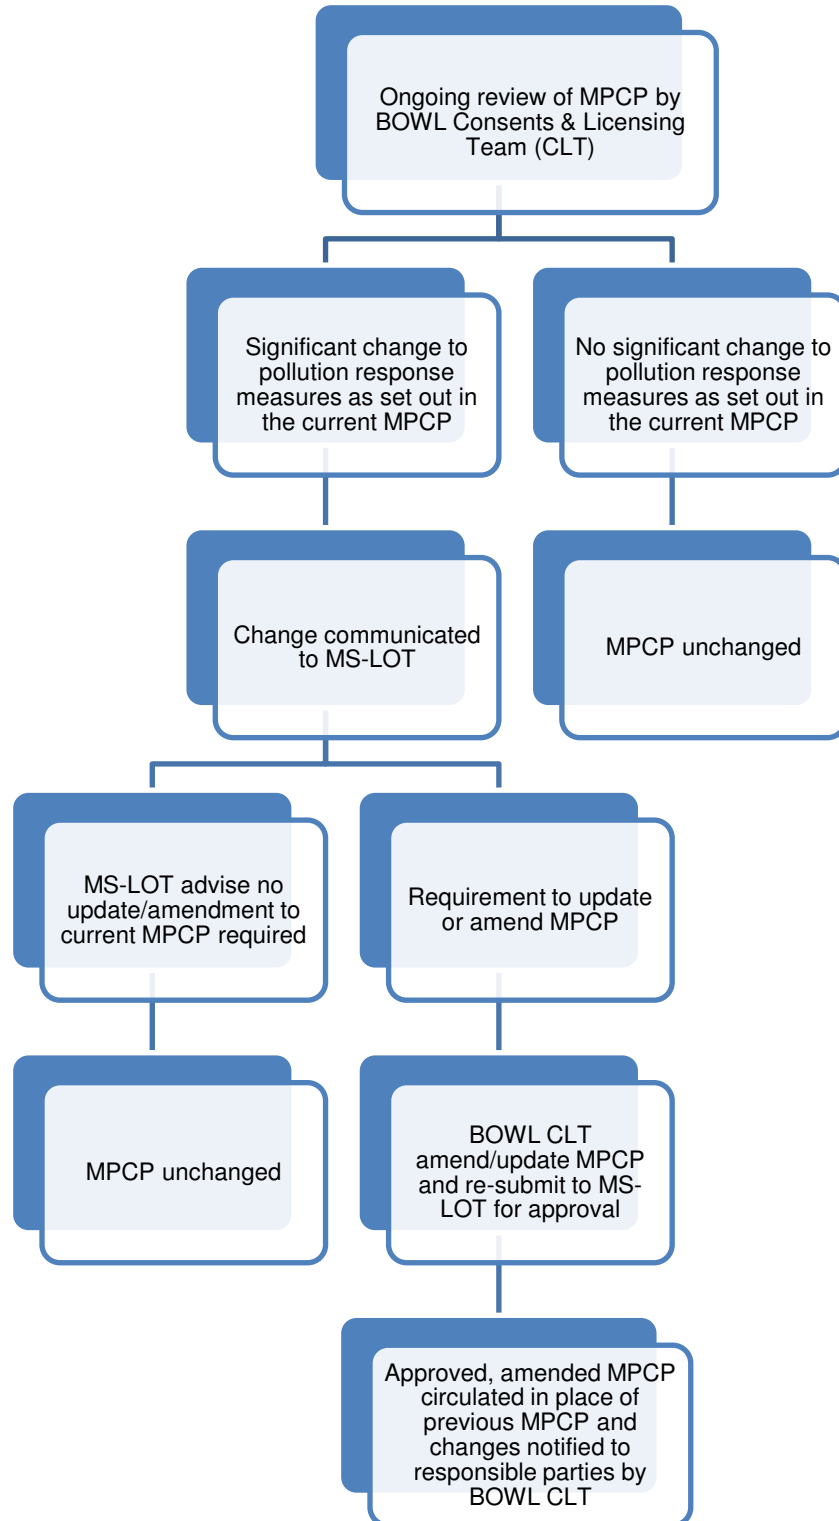 Ongoing review of MPCP by
BOWL Consents & Licensing
Team (CLT)
Significant change to
pollution response
measures as set out in
the current MPCP
No significant change to
pollution response
measures as set out in
the current MPCP
Change communicated
to MS-LOT
MPCP unchanged
MS-LOT advise no
update/amendment to
current MPCP required
Requirement to update
or amend MPCP
MPCP unchanged
BOWL CLT
amend/update MPCP
and re-submit to MS-
LOT for approval
Approved, amended MPCP
circulated in place of
previous MPCP and
changes notified to
responsible parties by
BOWL CLT